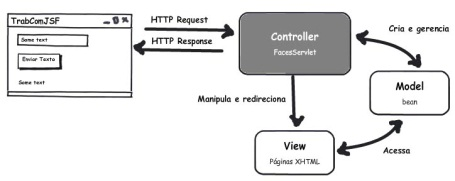 TrabComJSF
Some text
Enviar Texto
Some text
HTTP Request
HTTP Response
Controller
FacesServlet
Cria e gerencia
Model
bean
Manipula e redireciona
View
Páginas XHTML
Acessa